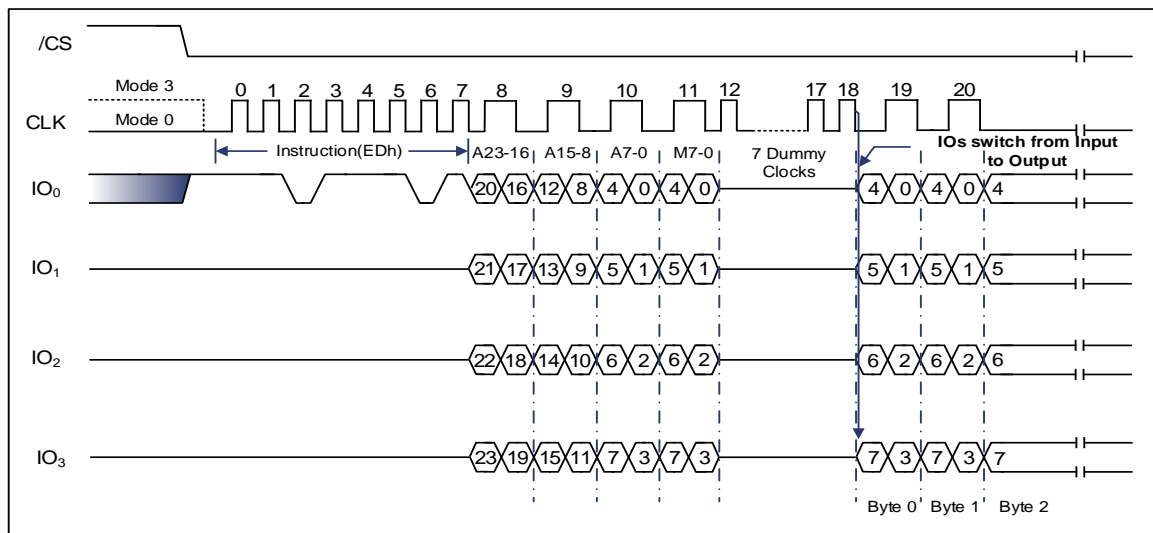 /CS
Mode 3
0 1 2 3 4 5 6 7 8 9 10 11 12 17 18 19 20
CLK
Mode 0
Instruction(EDh) A23-16 A15-8 A7-0 M7-0 7 Dummy Clocks
IOs switch from Input to Output
IO₀ 20 16 12 8 4 0 4 0 4 0 4 0 4
IO₁ 21 17 13 9 5 1 5 1 5 1 5 1 5
IO₂ 22 18 14 10 6 2 6 2 6 2 6 2 6
IO₃ 23 19 15 11 7 3 7 3 7 3 7 3 7
Byte 0 Byte 1 Byte 2